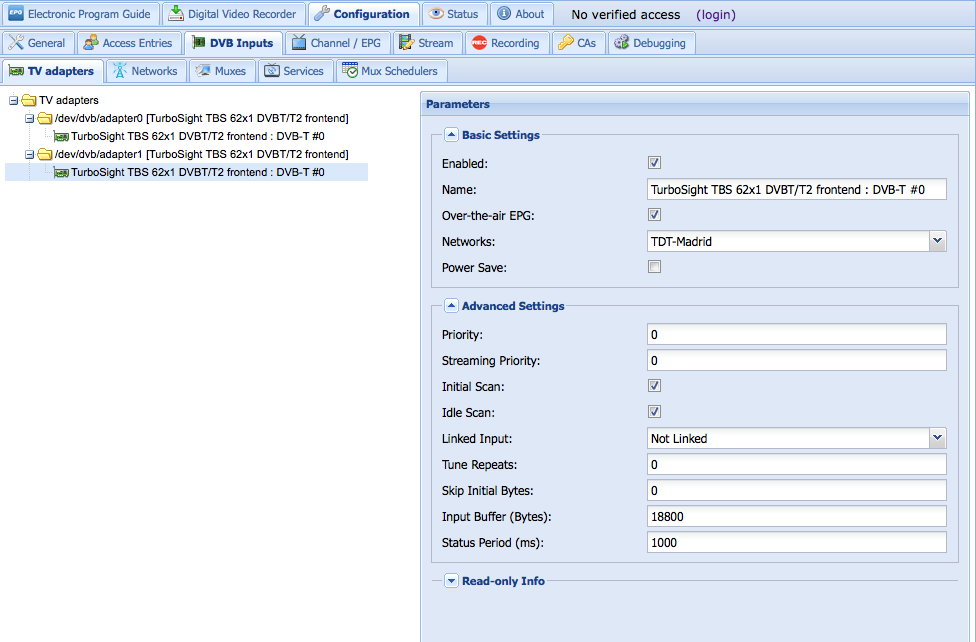 EPG Electronic Program Guide Digital Video Recorder Configuration Status About No verified access (login)
General Access Entries DVB Inputs Channel / EPG Stream REC Recording CAs Debugging
TV adapters Networks Muxes Services Mux Schedulers
TV adapters
/dev/dvb/adapter0 [TurboSight TBS 62x1 DVBT/T2 frontend]
TurboSight TBS 62x1 DVBT/T2 frontend : DVB-T #0
/dev/dvb/adapter1 [TurboSight TBS 62x1 DVBT/T2 frontend]
TurboSight TBS 62x1 DVBT/T2 frontend : DVB-T #0
Parameters
Basic Settings
Enabled:
Name: TurboSight TBS 62x1 DVBT/T2 frontend : DVB-T #0
Over-the-air EPG:
Networks: TDT-Madrid
Power Save:
Advanced Settings
Priority: 0
Streaming Priority: 0
Initial Scan:
Idle Scan:
Linked Input: Not Linked
Tune Repeats: 0
Skip Initial Bytes: 0
Input Buffer (Bytes): 18800
Status Period (ms): 1000
Read-only Info